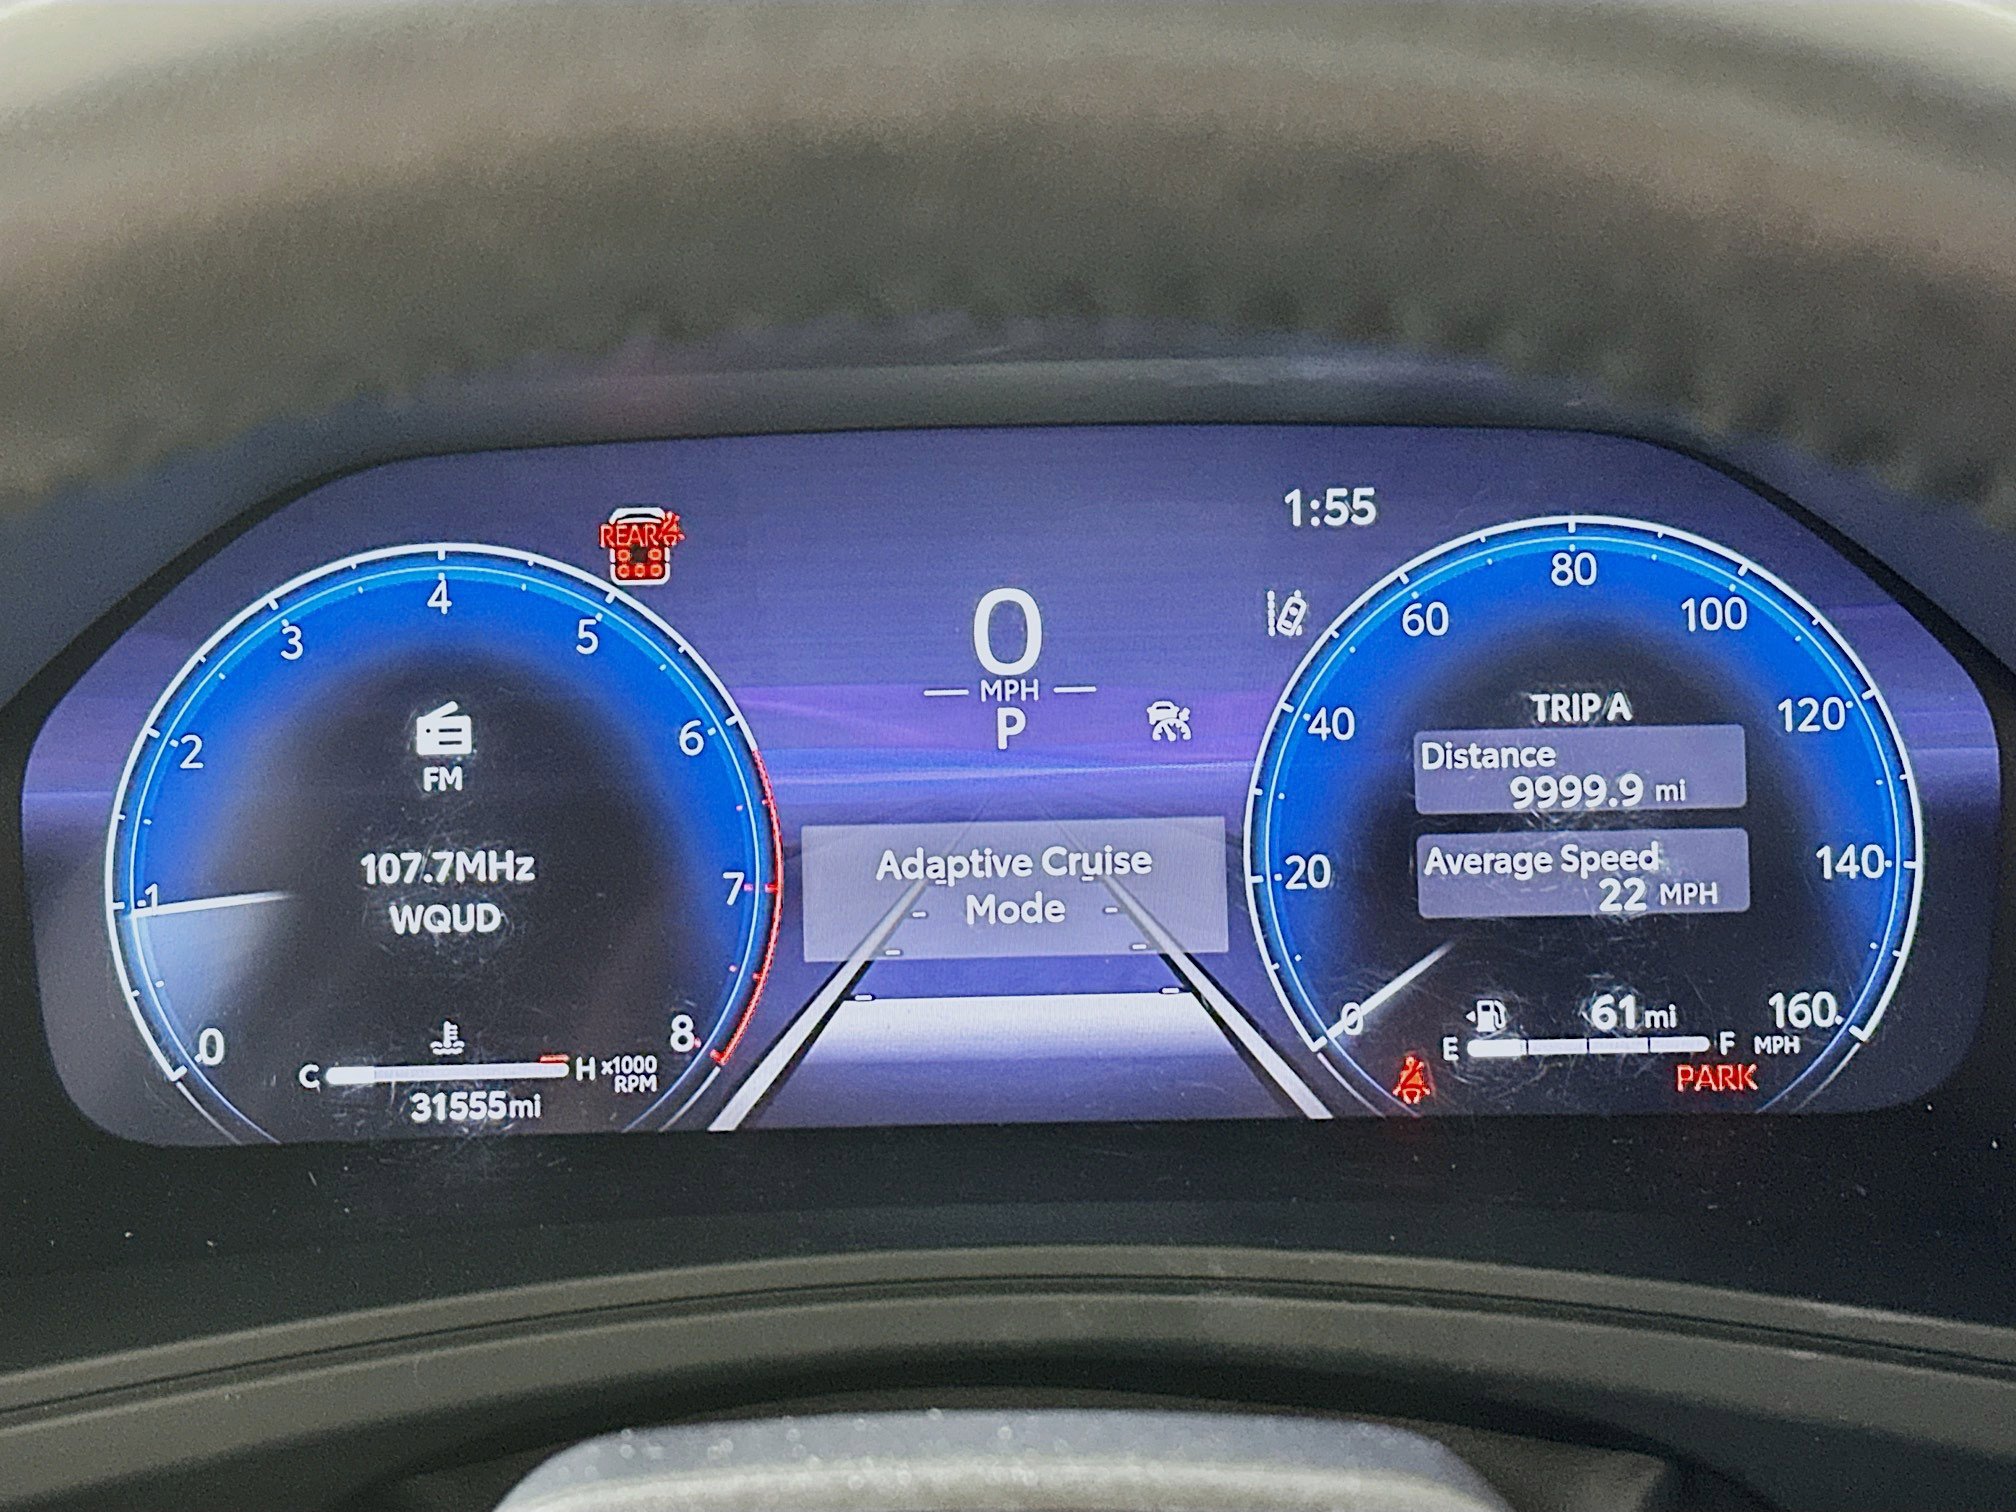 REAR
1:55
0
1
2
3
4
5
6
7
8
x1000
RPM
FM
107.7MHz
WQUD
C
H
31555mi
0
MPH
P
Adaptive Cruise
Mode
0
20
40
60
80
100
120
140
160
MPH
TRIP A
Distance
9999.9 mi
Average Speed
22 MPH
61mi
E
F
PARK